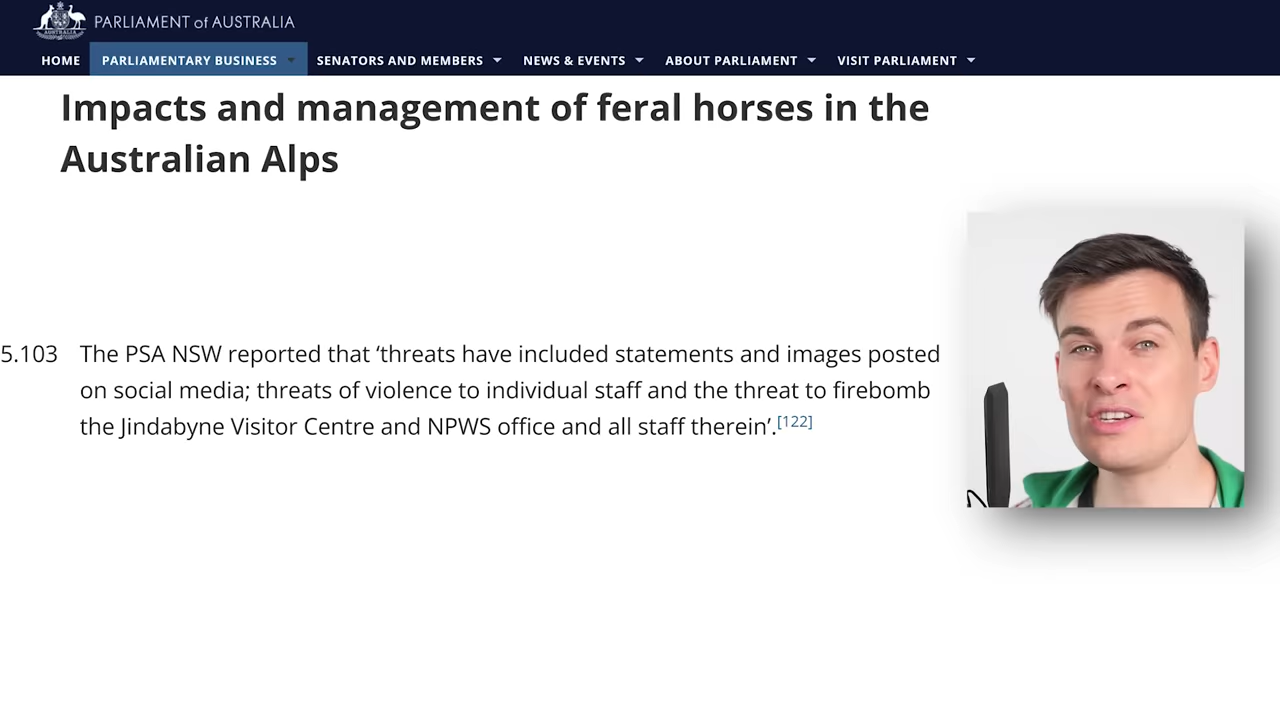 PARLIAMENT of AUSTRALIA
HOME PARLIAMENTARY BUSINESS SENATORS AND MEMBERS NEWS & EVENTS ABOUT PARLIAMENT VISIT PARLIAMENT
Impacts and management of feral horses in the
Australian Alps
5.103 The PSA NSW reported that ‘threats have included statements and images posted
on social media; threats of violence to individual staff and the threat to firebomb
the Jindabyne Visitor Centre and NPWS office and all staff therein’.[122]